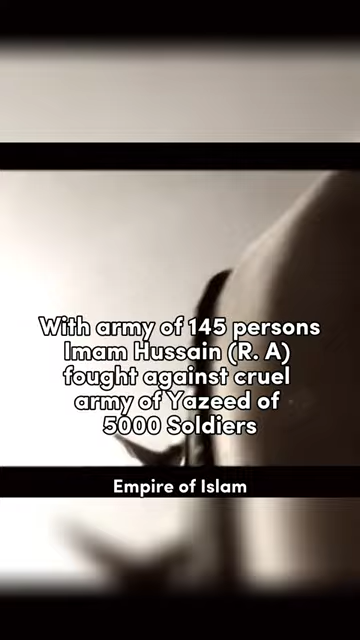 With army of 145 persons
Imam Hussain (R. A)
fought against cruel
army of Yazeed of
5000 Soldiers
Empire of Islam